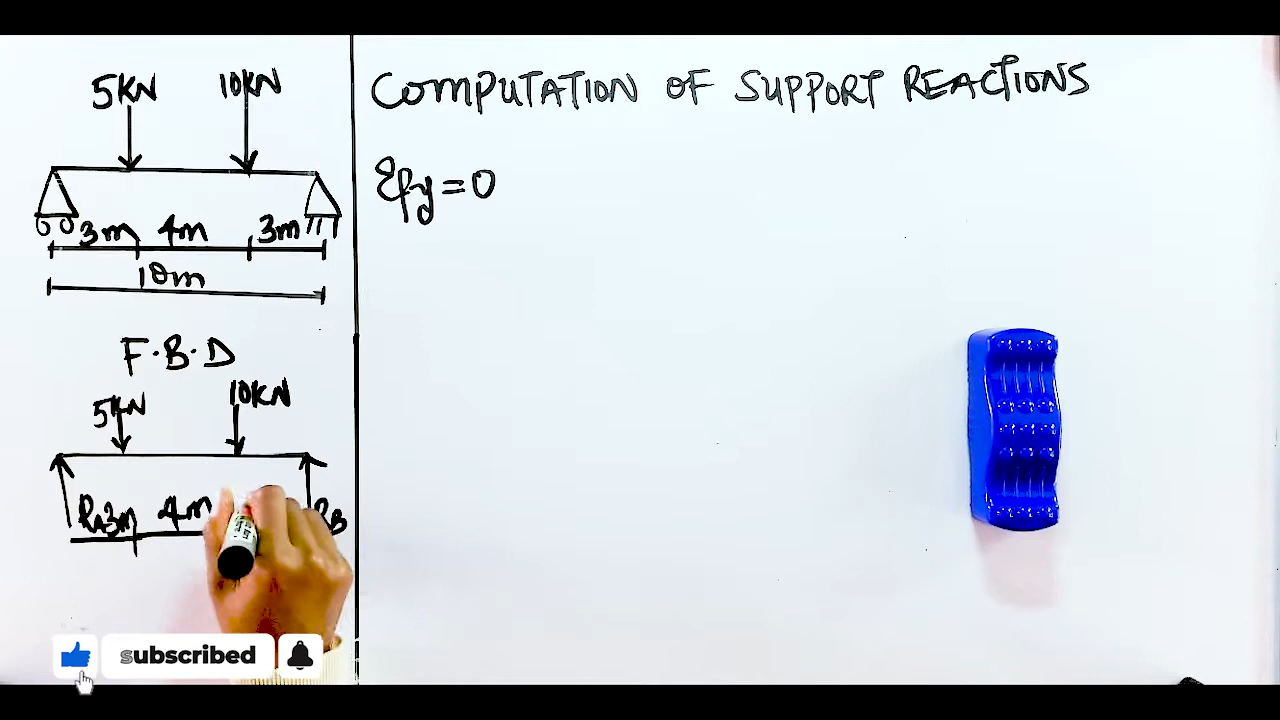 5KN 10KN
3m 4m 3m
10m
F.B.D
5KN 10KN
RA 3m 4m RB
COMPUTATION OF SUPPORT REACTIONS
Σfy=0
subscribed